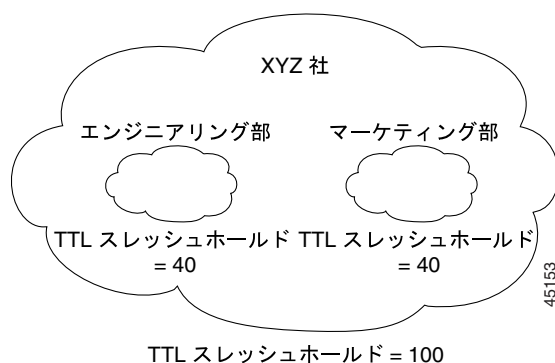 XYZ 社
エンジニアリング部
マーケティング部
TTL スレッシュホールド
= 40
TTL スレッシュホールド
= 40
45153
TTL スレッシュホールド = 100